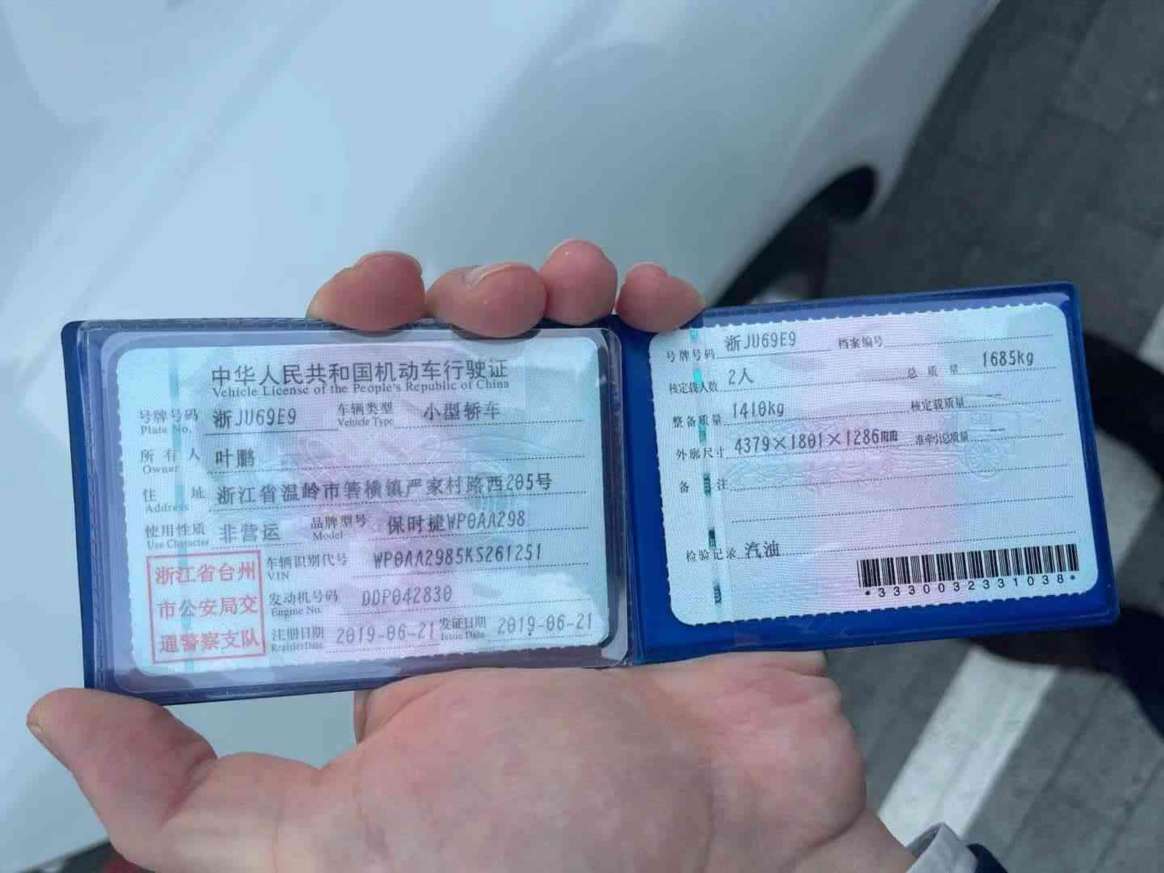 中华人民共和国机动车行驶证
Vehicle License of the People's Republic of China
号牌号码 浙JU69E9 车辆类型 小型轿车
Plate No. Vehicle Type
所有人 叶鹏
Owner
住址 浙江省温岭市箬横镇严家村路西205号
Address
使用性质 非营运 品牌型号 保时捷WP0AA298
Use Character Model
浙江省台州
市公安局交
通警察支队
车辆识别代号 WP0AA2985KS261251
VIN
发动机号码 DDP042830
Engine No.
注册日期 2019-06-21 发证日期 2019-06-21
Register Date Issue Date
号牌号码 浙JU69E9 档案编号
核定载人数 2人 总质量 1685kg
整备质量 1410kg 核定载质量 --
外廓尺寸 4379×1801×1286mm 准牵引总质量 --
备注
检验记录 汽油
*3330032331038*